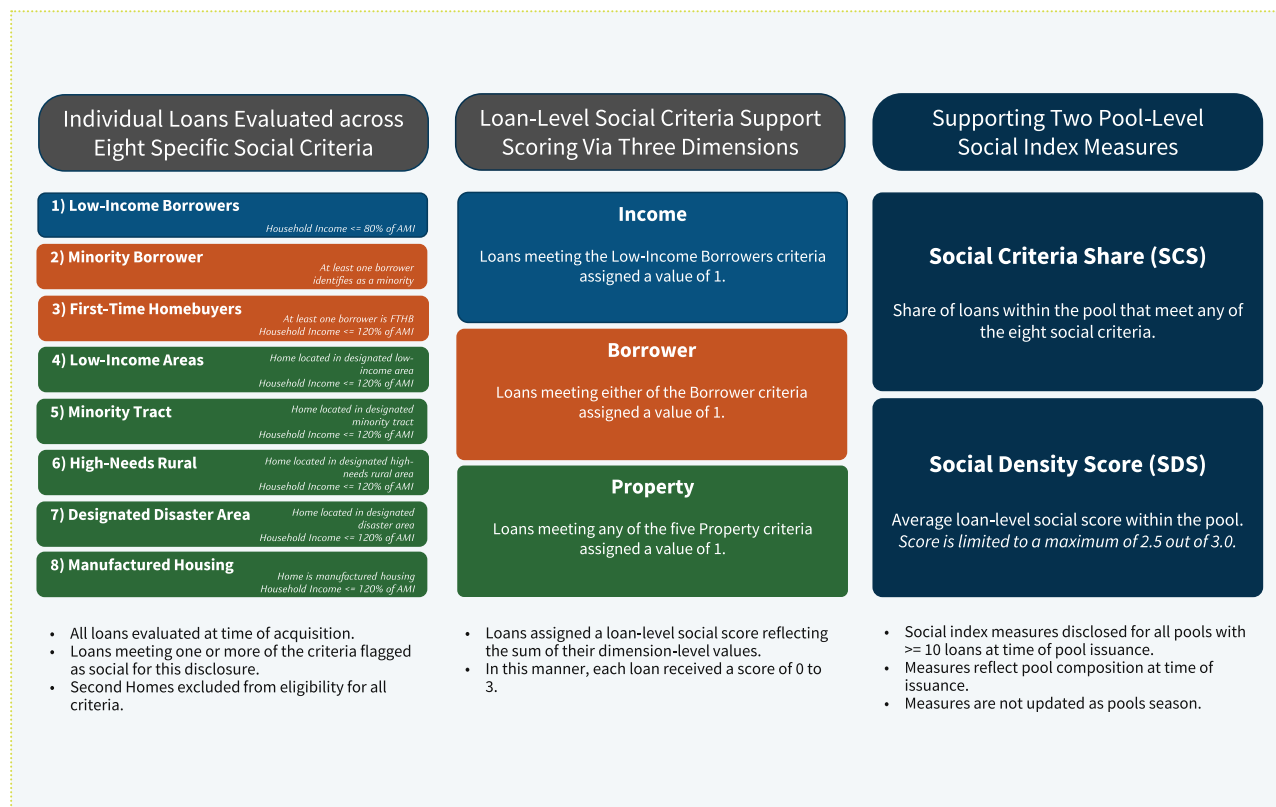 Individual Loans Evaluated across
Eight Specific Social Criteria
1) Low-Income Borrowers
Household Income <= 80% of AMI
2) Minority Borrower
At least one borrower
identifies as a minority
3) First-Time Homebuyers
At least one borrower is FTHB
Household Income <= 120% of AMI
4) Low-Income Areas
Home located in designated low-
income area
Household Income <= 120% of AMI
5) Minority Tract
Home located in designated
minority tract
Household Income <= 120% of AMI
6) High-Needs Rural
Home located in designated high-
needs rural area
Household Income <= 120% of AMI
7) Designated Disaster Area
Home located in designated
disaster area
Household Income <= 120% of AMI
8) Manufactured Housing
Home is manufactured housing
Household Income <= 120% of AMI
• All loans evaluated at time of acquisition.
• Loans meeting one or more of the criteria flagged
as social for this disclosure.
• Second Homes excluded from eligibility for all
criteria.
Loan-Level Social Criteria Support
Scoring Via Three Dimensions
Income
Loans meeting the Low-Income Borrowers criteria
assigned a value of 1.
Borrower
Loans meeting either of the Borrower criteria
assigned a value of 1.
Property
Loans meeting any of the five Property criteria
assigned a value of 1.
• Loans assigned a loan-level social score reflecting
the sum of their dimension-level values.
• In this manner, each loan received a score of 0 to
3.
Supporting Two Pool-Level
Social Index Measures
Social Criteria Share (SCS)
Share of loans within the pool that meet any of
the eight social criteria.
Social Density Score (SDS)
Average loan-level social score within the pool.
Score is limited to a maximum of 2.5 out of 3.0.
• Social index measures disclosed for all pools with
>= 10 loans at time of pool issuance.
• Measures reflect pool composition at time of
issuance.
• Measures are not updated as pools season.